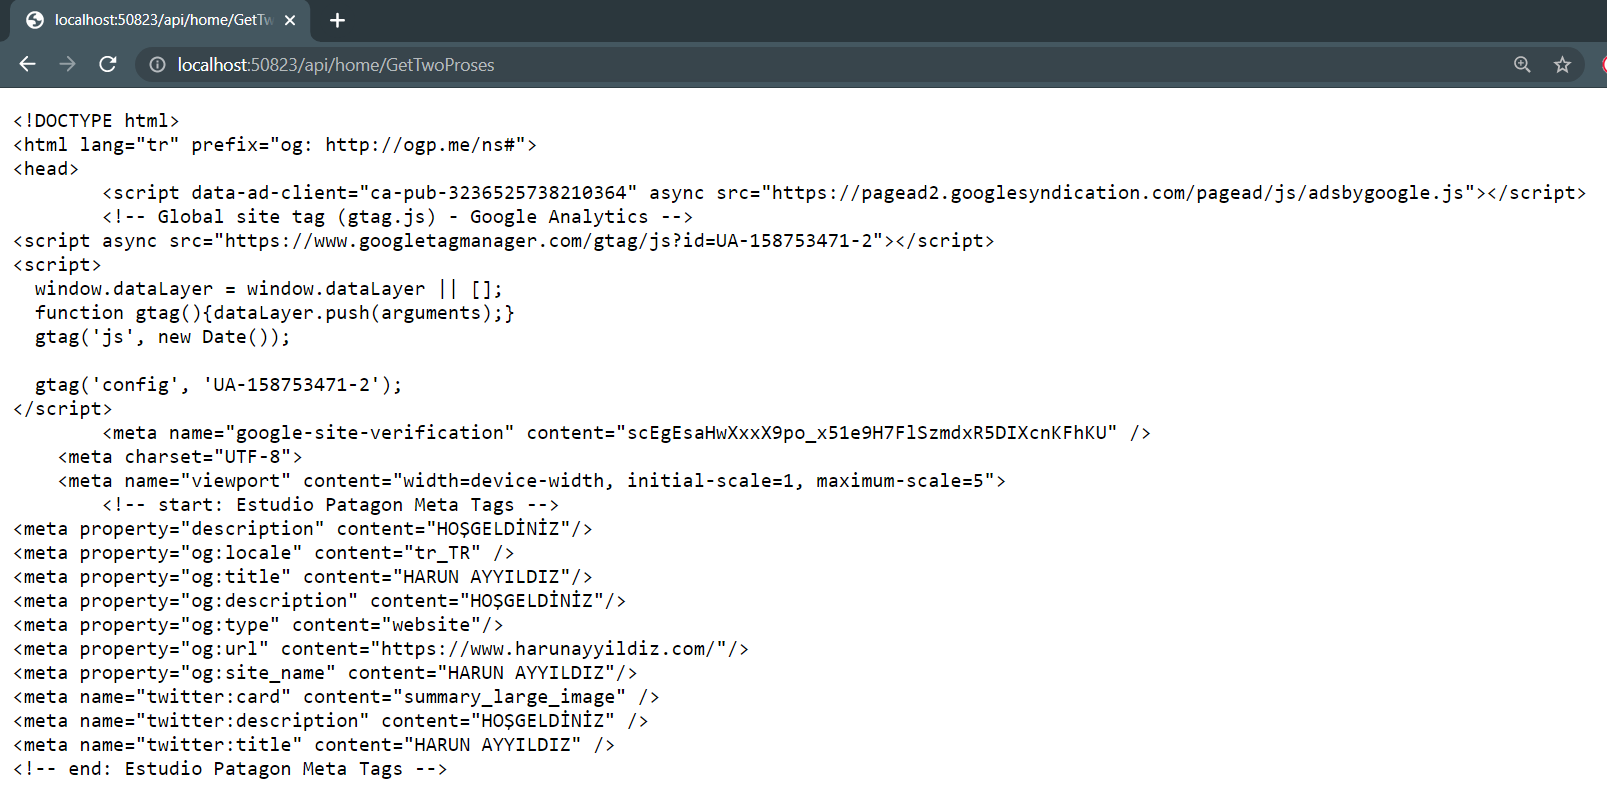 localhost:50823/api/home/GetTw
localhost:50823/api/home/GetTwoProses
<!DOCTYPE html>
<html lang="tr" prefix="og: http://ogp.me/ns#">
<head>
<script data-ad-client="ca-pub-3236525738210364" async src="https://pagead2.googlesyndication.com/pagead/js/adsbygoogle.js"></script>
<!-- Global site tag (gtag.js) - Google Analytics -->
<script async src="https://www.googletagmanager.com/gtag/js?id=UA-158753471-2"></script>
<script>
window.dataLayer = window.dataLayer || [];
function gtag(){dataLayer.push(arguments);}
gtag('js', new Date());
gtag('config', 'UA-158753471-2');
</script>
<meta name="google-site-verification" content="scEgEsaHwXxxX9po_x51e9H7FlSzmdxR5DIXcnKFhKU" />
<meta charset="UTF-8">
<meta name="viewport" content="width=device-width, initial-scale=1, maximum-scale=5">
<!-- start: Estudio Patagon Meta Tags -->
<meta property="description" content="HOŞGELDİNİZ"/>
<meta property="og:locale" content="tr_TR" />
<meta property="og:title" content="HARUN AYYILDIZ"/>
<meta property="og:description" content="HOŞGELDİNİZ"/>
<meta property="og:type" content="website"/>
<meta property="og:url" content="https://www.harunayyildiz.com/"/>
<meta property="og:site_name" content="HARUN AYYILDIZ"/>
<meta name="twitter:card" content="summary_large_image" />
<meta name="twitter:description" content="HOŞGELDİNİZ" />
<meta name="twitter:title" content="HARUN AYYILDIZ" />
<!-- end: Estudio Patagon Meta Tags -->